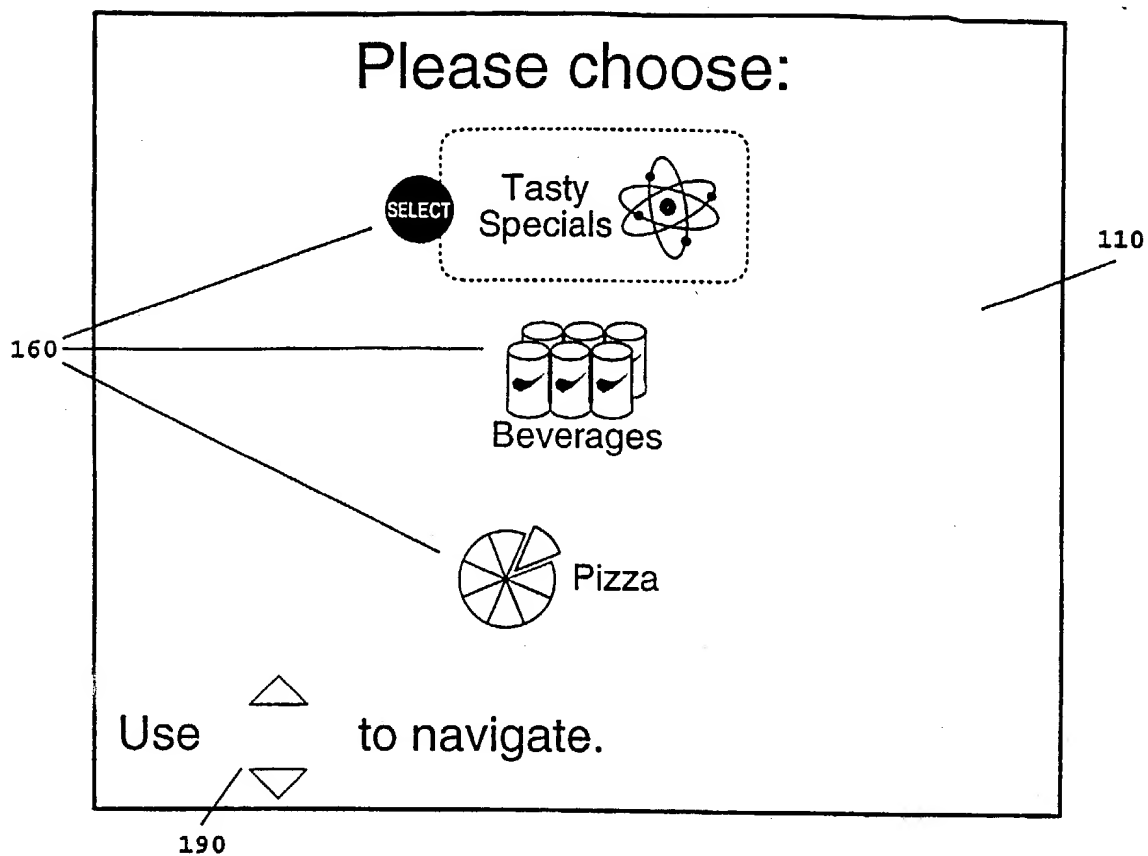 Please choose:
SELECT
Tasty
Specials
110
160
Beverages
Pizza
Use to navigate.
190